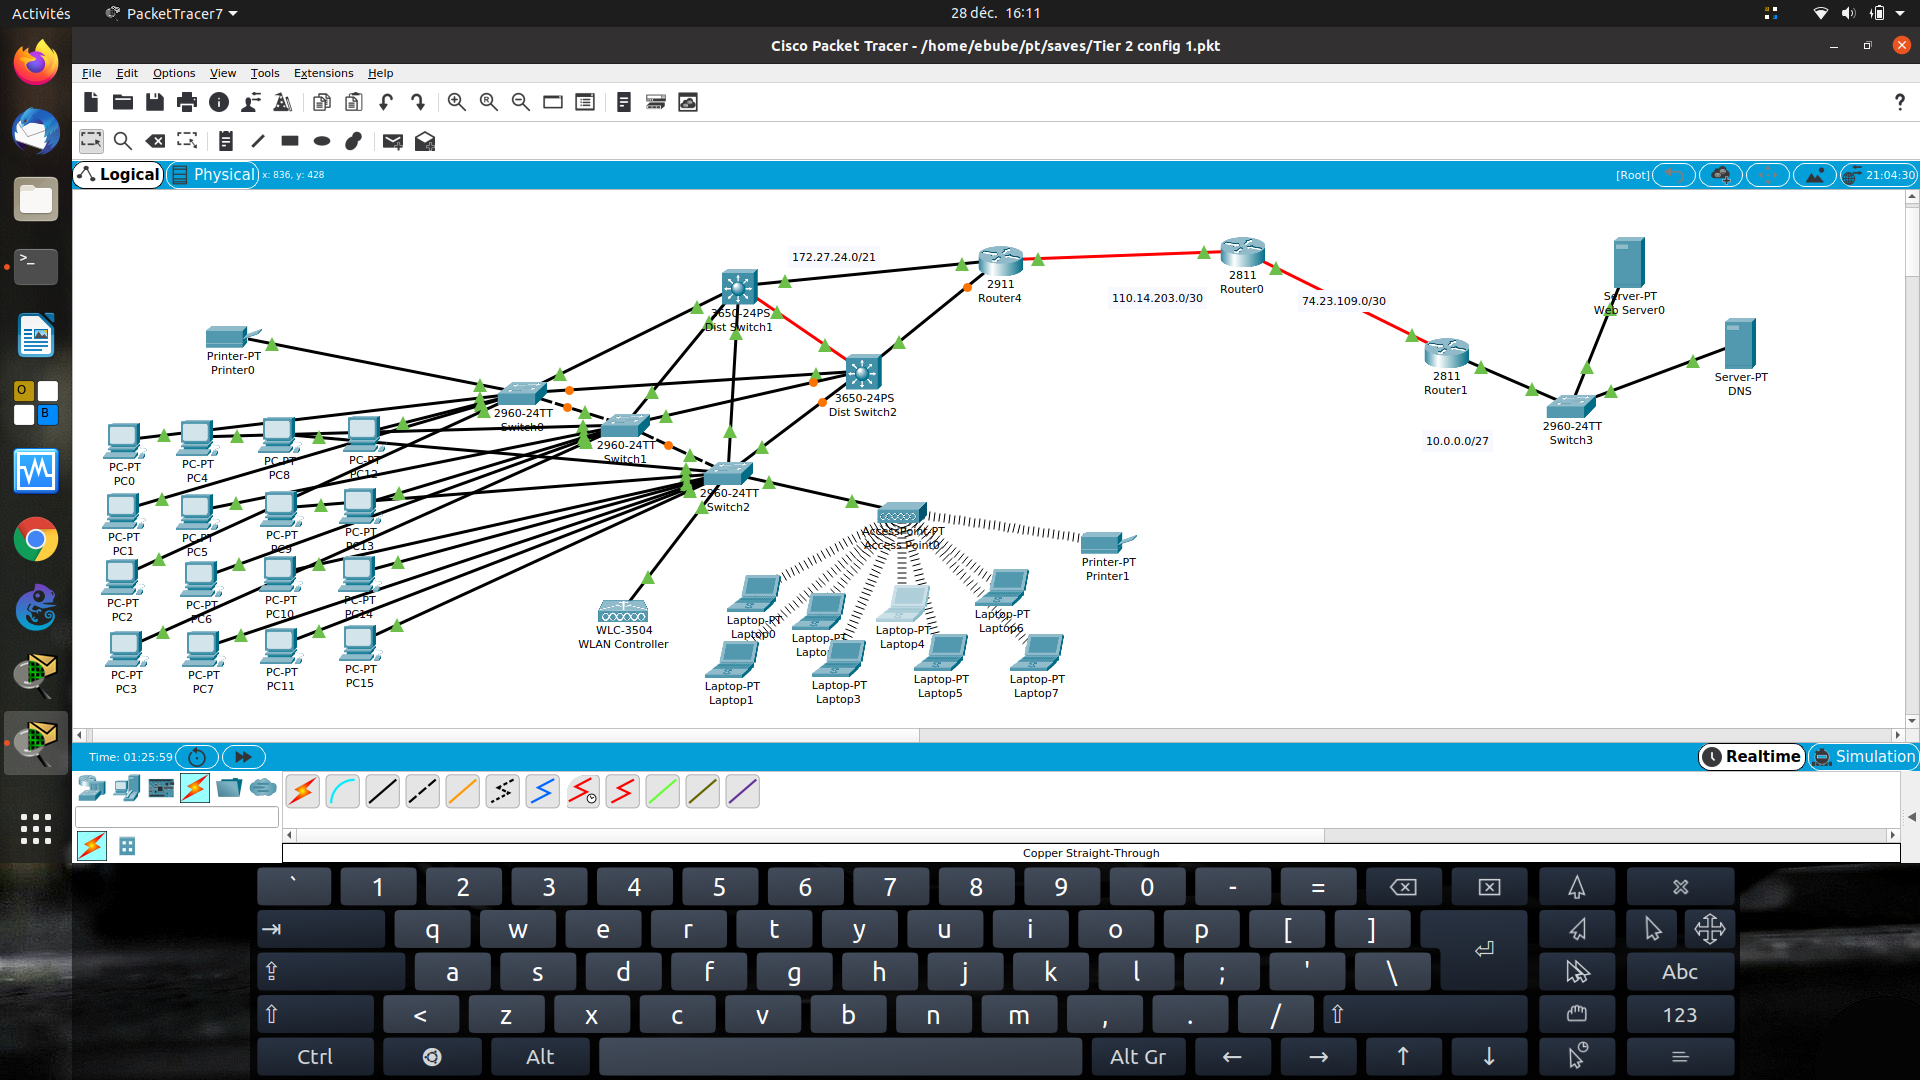 Activités
PacketTracer7
28 déc. 16:11
Cisco Packet Tracer - /home/ebube/pt/saves/Tier 2 config 1.pkt
File Edit Options View Tools Extensions Help
?
Logical
Physical
x: 836, y: 428
[Root]
21:04:30
172.27.24.0/21
2911
Router4
2811
Router0
110.14.203.0/30
74.23.109.0/30
Server-PT
Web Server0
Server-PT
DNS
2811
Router1
2960-24TT
Switch3
10.0.0.0/27
3650-24PS
Dist Switch1
3650-24PS
Dist Switch2
Printer-PT
Printer0
2960-24TT
Switch0
2960-24TT
Switch1
2960-24TT
Switch2
PC-PT
PC0
PC-PT
PC4
PC-PT
PC8
PC-PT
PC12
PC-PT
PC1
PC-PT
PC5
PC-PT
PC9
PC-PT
PC13
PC-PT
PC2
PC-PT
PC6
PC-PT
PC10
PC-PT
PC14
PC-PT
PC3
PC-PT
PC7
PC-PT
PC11
PC-PT
PC15
AccessPoint-PT
Access Point0
Printer-PT
Printer1
WLC-3504
WLAN Controller
Laptop-PT
Laptop0
Laptop-PT
Laptop-PT
Laptop4
Laptop-PT
Laptop6
Laptop-PT
Laptop1
Laptop-PT
Laptop3
Laptop-PT
Laptop5
Laptop-PT
Laptop7
Time: 01:25:59
Realtime
Simulation
Copper Straight-Through
` 1 2 3 4 5 6 7 8 9 0 - =
q w e r t y u i o p [ ]
a s d f g h j k l ; ' \ Abc
< z x c v b n m , . / 123
Ctrl Alt Alt Gr ← → ↑ ↓